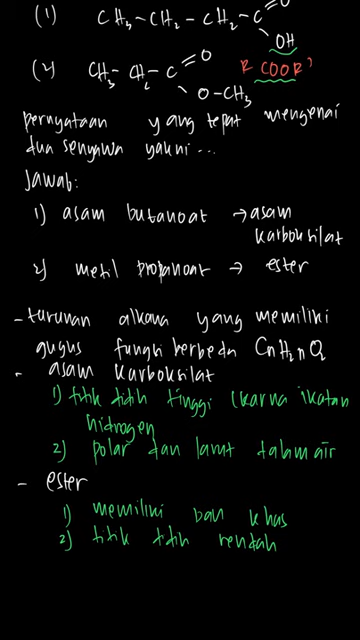 (1) CH3-CH2-CH2-C=O
OH
(2) CH3-CH2-C=O R COOR'
O-CH3
pernyataan yang tepat mengenai
dua senyawa yakni...
Jawab:
1) asam butanoat → asam
karboksilat
2) metil propanoat → ester
- turunan alkana yang memiliki
gugus fungsi berbeda CnH2nO2
- asam karboksilat
1) titik didih tinggi (karna ikatan
hidrogen
2) polar dan larut dalam air
- ester
1) memiliki bau khas
2) titik didih rendah